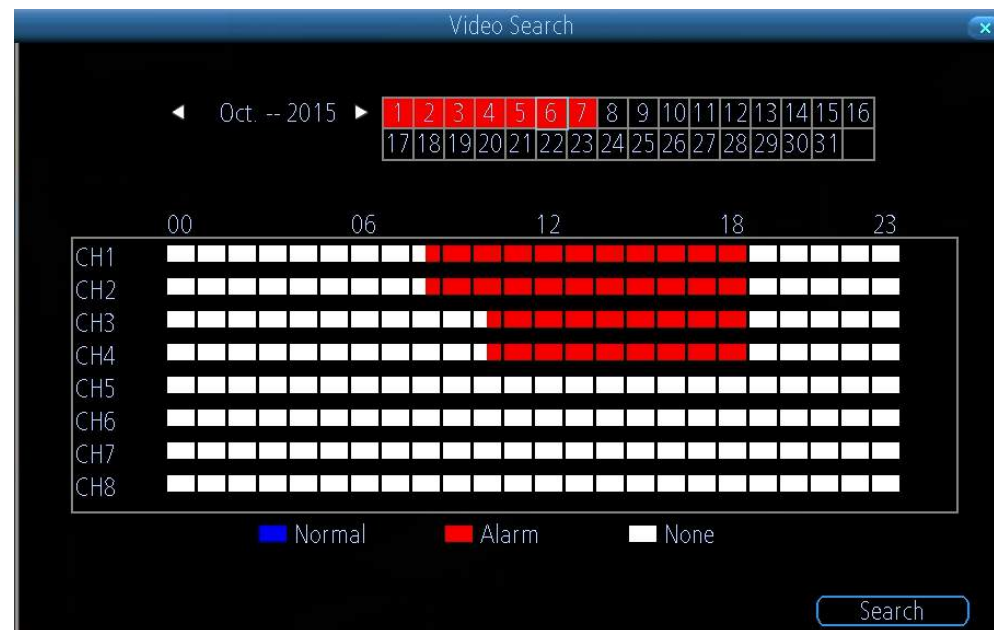 Video Search
Oct. -- 2015 1 2 3 4 5 6 7 8 9 10 11 12 13 14 15 16
17 18 19 20 21 22 23 24 25 26 27 28 29 30 31
00 06 12 18 23
CH1
CH2
CH3
CH4
CH5
CH6
CH7
CH8
Normal Alarm None
Search